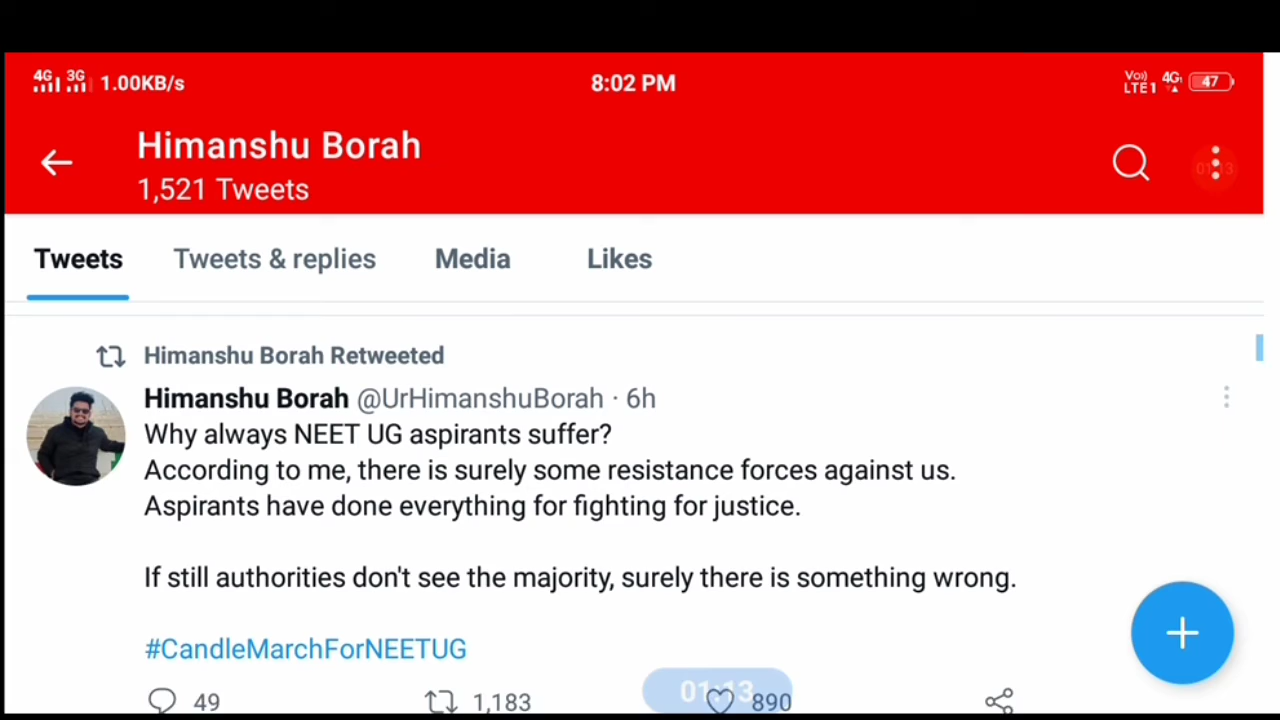 4G 3G 1.00KB/s 8:02 PM Vo) LTE1 4G 47
Himanshu Borah
1,521 Tweets
01:13
Tweets Tweets & replies Media Likes
Himanshu Borah Retweeted
Himanshu Borah @UrHimanshuBorah · 6h
Why always NEET UG aspirants suffer?
According to me, there is surely some resistance forces against us.
Aspirants have done everything for fighting for justice.
If still authorities don't see the majority, surely there is something wrong.
#CandleMarchForNEETUG
49 1,183 01:13 890